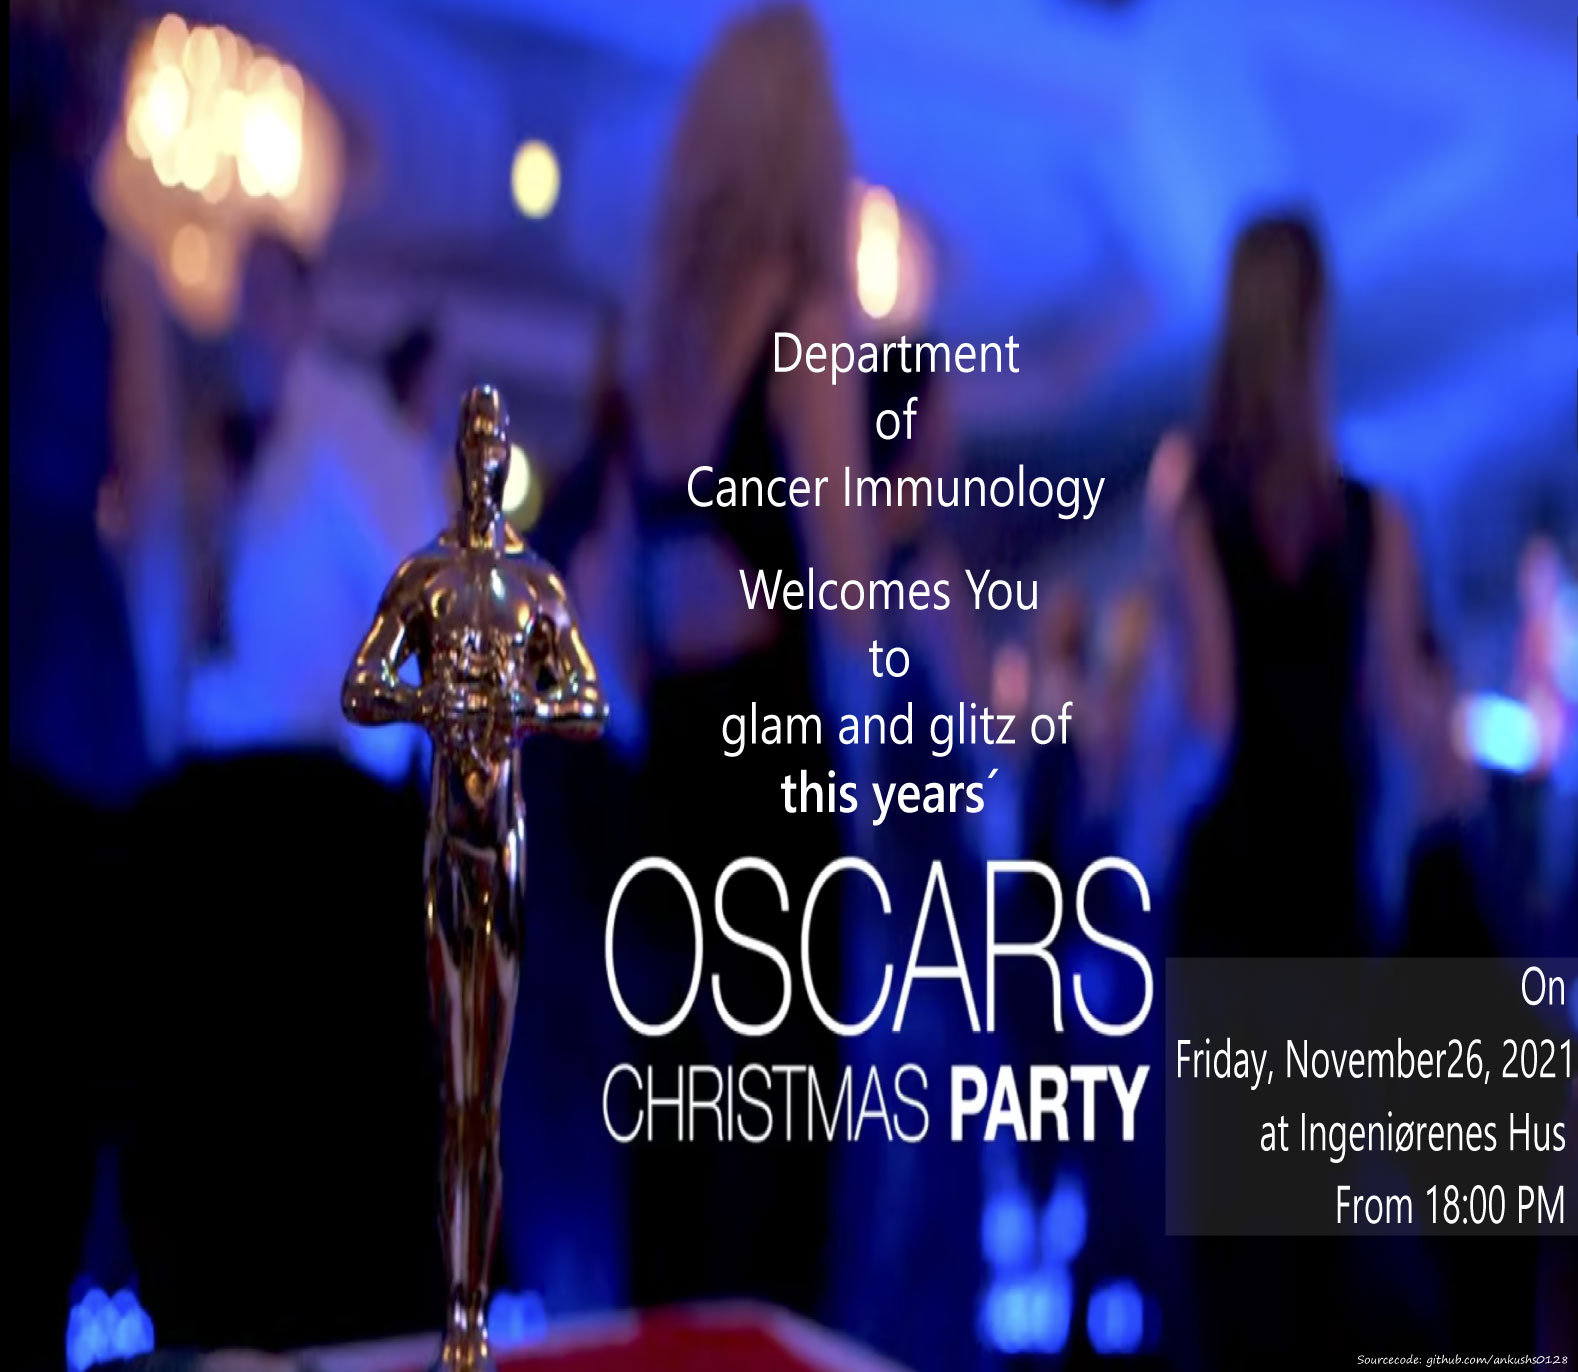 Department
of
Cancer Immunology
Welcomes You
to
glam and glitz of
this years´
OSCARS
CHRISTMAS PARTY
On
Friday, November26, 2021
at Ingeniørenes Hus
From 18:00 PM
Sourcecode: github.com/ankushs0128